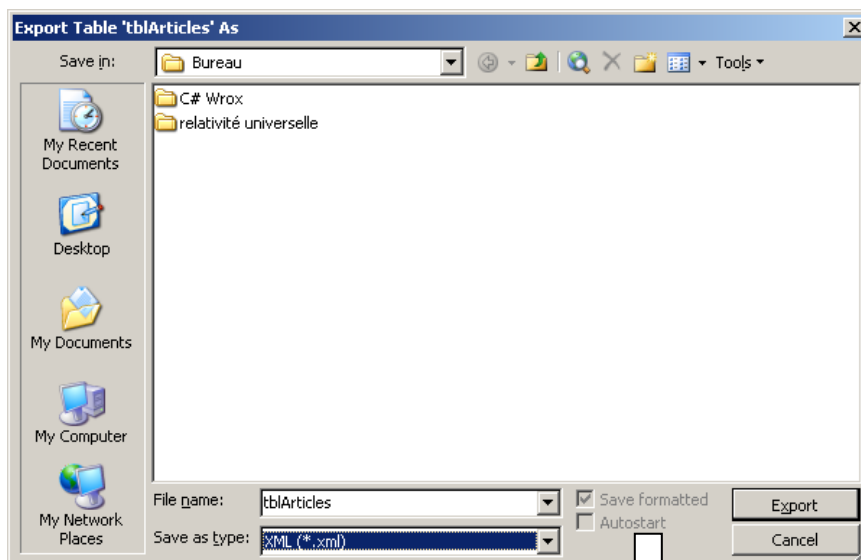 Export Table 'tblArticles' As
Save in:
Bureau
Tools
C# Wrox
relativité universelle
My Recent
Documents
Desktop
My Documents
My Computer
My Network
Places
File name:
tblArticles
Save formatted
Export
Autostart
Save as type:
XML (*.xml)
Cancel